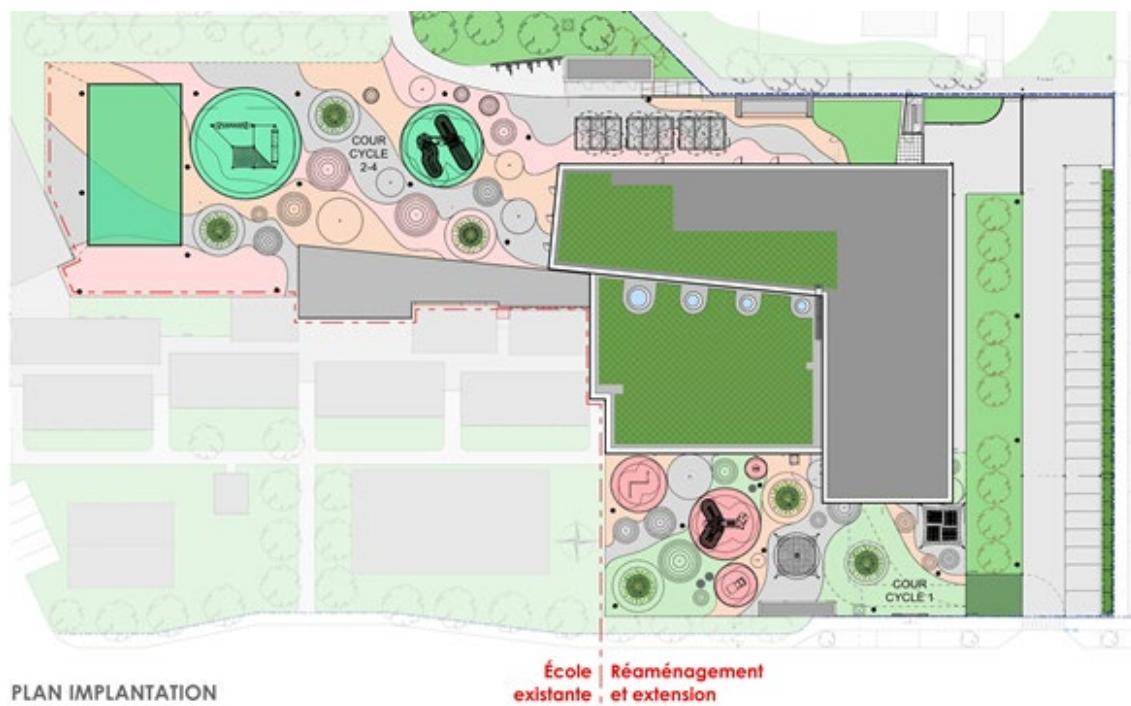 COUR
CYCLE
2-4
COUR
CYCLE 1
École
existante
Réaménagement
et extension
PLAN IMPLANTATION